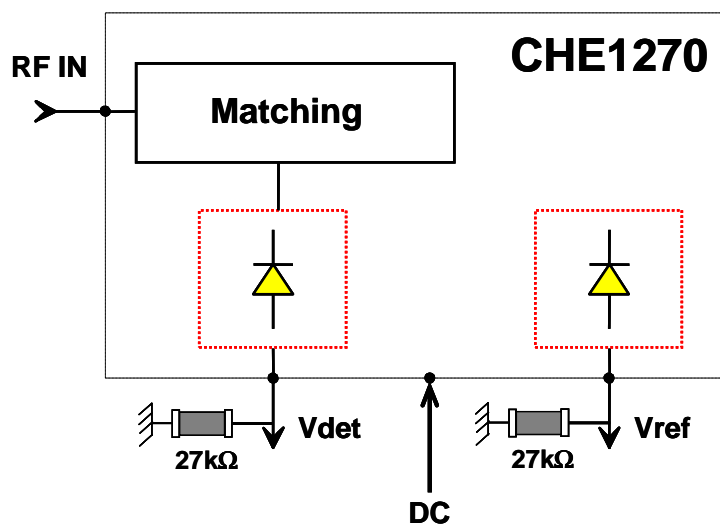 CHE1270
RF IN
Matching
Vdet
27kΩ
Vref
27kΩ
DC